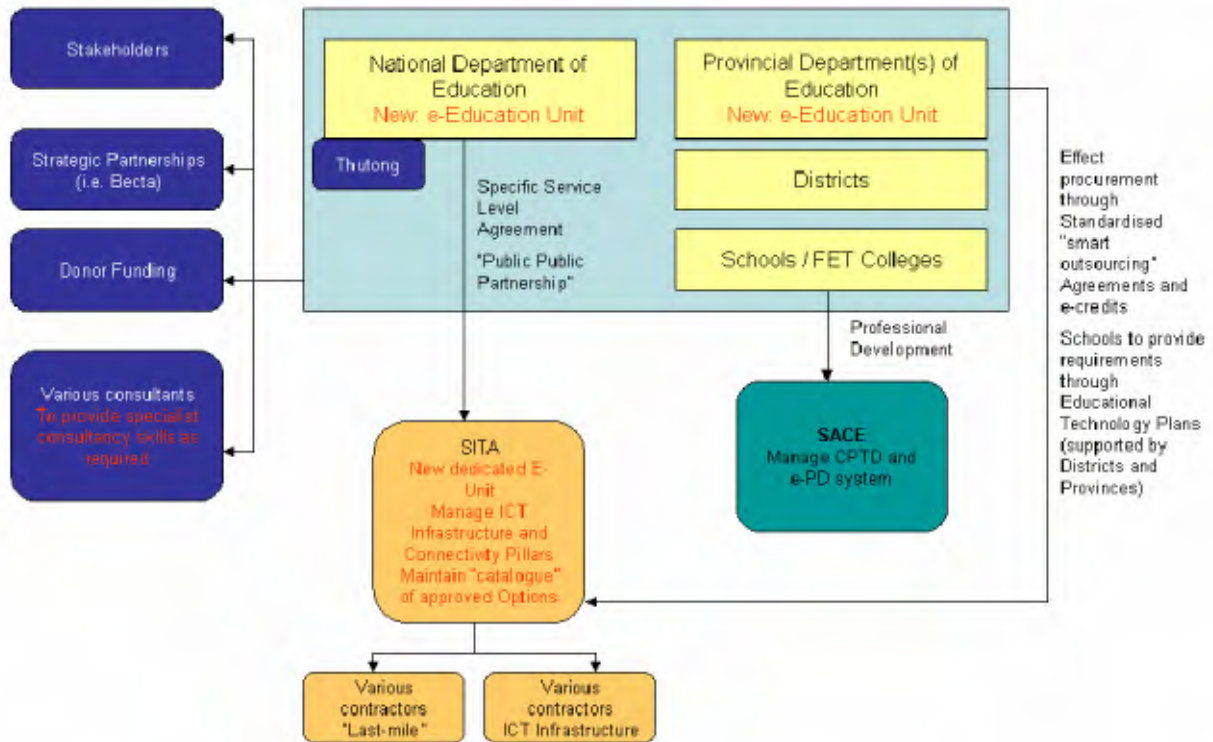 Stakeholders
Strategic Partnerships
(i.e. Becta)
Donor Funding
Various consultants
To provide specialist
consultancy skills as
required
National Department of
Education
New: e-Education Unit
Thutong
Provincial Department(s) of
Education
New: e-Education Unit
Districts
Schools / FET Colleges
Specific Service
Level
Agreement
"Public Public
Partnership"
Professional
Development
Effect
procurement
through
Standardised
"smart
outsourcing"
Agreements and
e-credits
Schools to provide
requirements
through
Educational
Technology Plans
(supported by
Districts and
Provinces)
SITA
New dedicated E-
Unit
Manage ICT
Infrastructure and
Connectivity Pillars
Maintain "catalogue"
of approved Options
SACE
Manage CPTD and
e-PD system
Various
contractors
"Last-mile"
Various
contractors
ICT Infrastructure